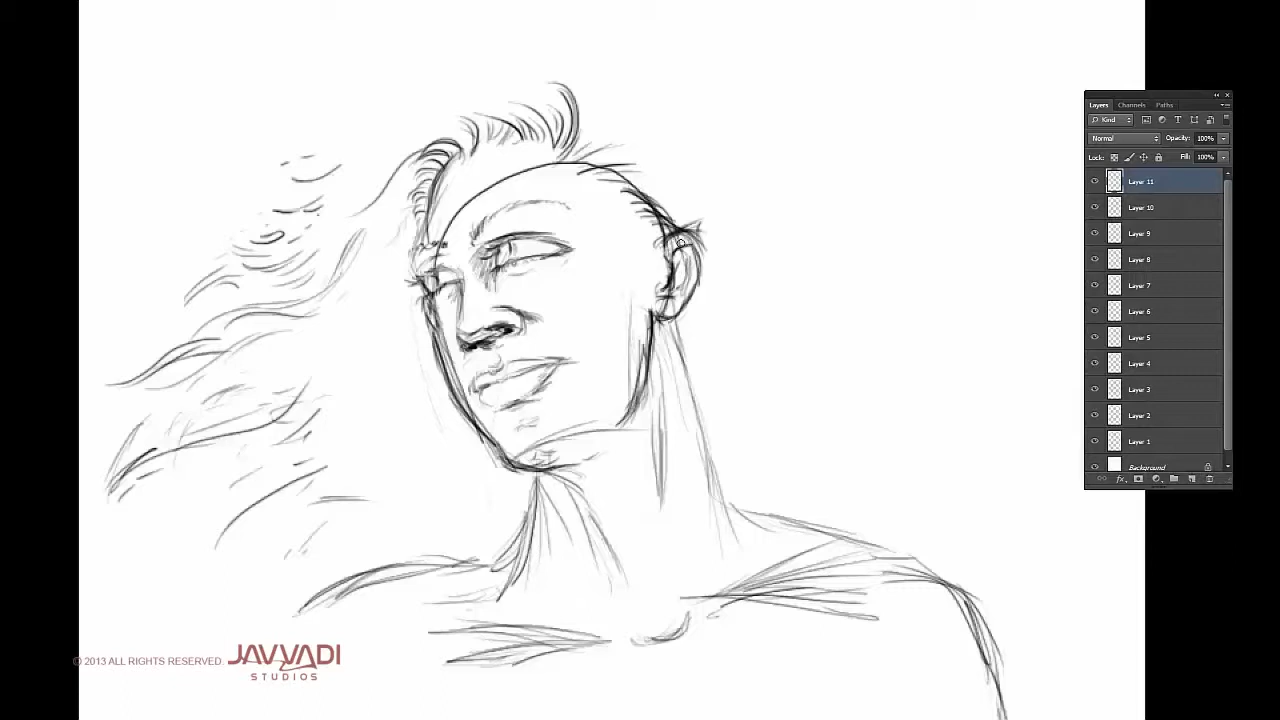 Layers Channels Paths
Kind
Normal Opacity: 100%
Lock: Fill: 100%
Layer 11
Layer 10
Layer 9
Layer 8
Layer 7
Layer 6
Layer 5
Layer 4
Layer 3
Layer 2
Layer 1
Background
fx
© 2013 ALL RIGHTS RESERVED. JAVVADI
STUDIOS